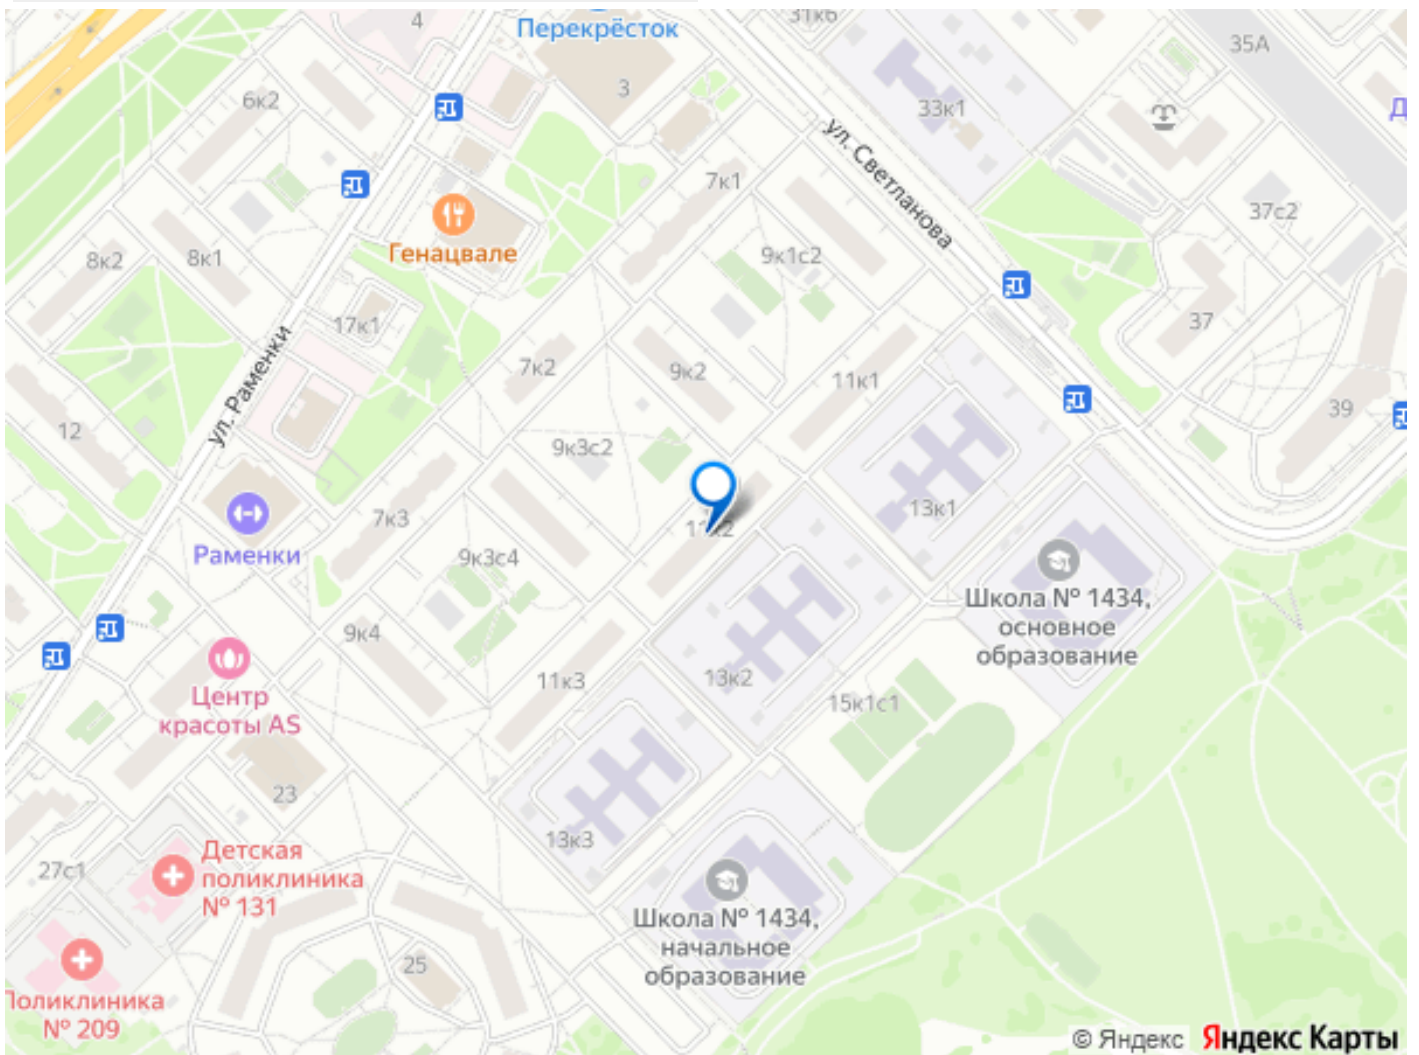 4
Перекрёсток
31к6
35А
3
6к2
33к1
Д
ул. Светланова
7к1
37с2
8к2
8к1
Генацвале
9к1с2
17к1
37
ул. Раменки
7к2
9к2
11к1
39
12
9к3с2
7к3
13к1
11к2
Раменки
9к3с4
Школа № 1434,
основное
образование
9к4
11к3
13к2
15к1с1
Центр
красоты AS
23
13к3
27с1
Детская
поликлиника
№ 131
Школа № 1434,
начальное
образование
25
Поликлиника
№ 209
© Яндекс Яндекс Карты